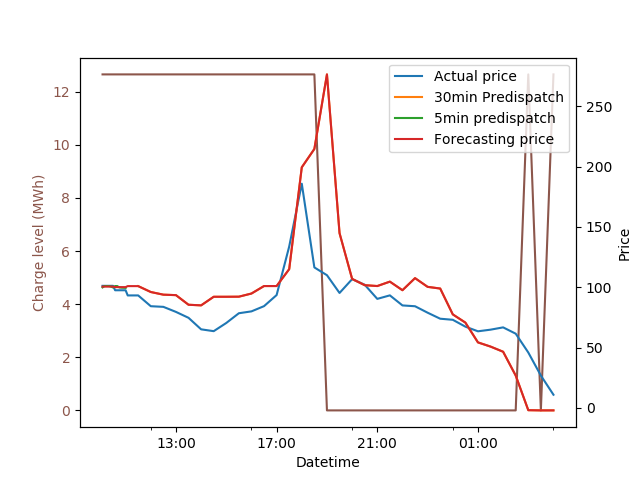 Actual price
30min Predispatch
5min predispatch
Forecasting price
12
10
8
6
4
2
0
Charge level (MWh)
250
200
150
100
50
0
Price
13:00
17:00
21:00
01:00
Datetime